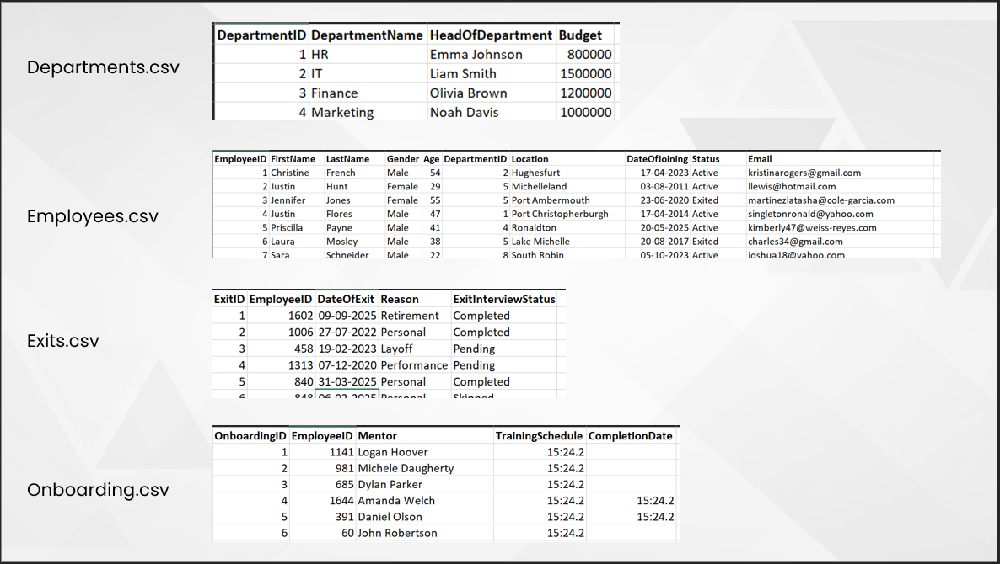 Departments.csv
DepartmentID DepartmentName HeadOfDepartment Budget
1 HR Emma Johnson 800000
2 IT Liam Smith 1500000
3 Finance Olivia Brown 1200000
4 Marketing Noah Davis 1000000
Employees.csv
EmployeeID FirstName LastName Gender Age DepartmentID Location DateOfJoining Status Email
1 Christine French Male 54 2 Hughesfurt 17-04-2023 Active kristinarogers@gmail.com
2 Justin Hunt Female 29 5 Michelleland 03-08-2011 Active llewis@hotmail.com
3 Jennifer Jones Female 55 5 Port Ambermouth 23-06-2020 Exited martinezlatasha@cole-garcia.com
4 Justin Flores Male 47 1 Port Christopherburgh 17-04-2014 Active singletonronald@yahoo.com
5 Priscilla Payne Male 41 4 Ronaldton 20-05-2025 Active kimberly47@weiss-reyes.com
6 Laura Mosley Male 38 5 Lake Michelle 20-08-2017 Exited charles34@gmail.com
7 Sara Schneider Male 22 8 South Robin 05-10-2023 Active joshua18@yahoo.com
Exits.csv
ExitID EmployeeID DateOfExit Reason ExitInterviewStatus
1 1602 09-09-2025 Retirement Completed
2 1006 27-07-2022 Personal Completed
3 458 19-02-2023 Layoff Pending
4 1313 07-12-2020 Performance Pending
5 840 31-03-2025 Personal Completed
6 848 06-02-2025 Personal Skipped
Onboarding.csv
OnboardingID EmployeeID Mentor TrainingSchedule CompletionDate
1 1141 Logan Hoover 15:24.2
2 981 Michele Daugherty 15:24.2
3 685 Dylan Parker 15:24.2
4 1644 Amanda Welch 15:24.2 15:24.2
5 391 Daniel Olson 15:24.2 15:24.2
6 60 John Robertson 15:24.2